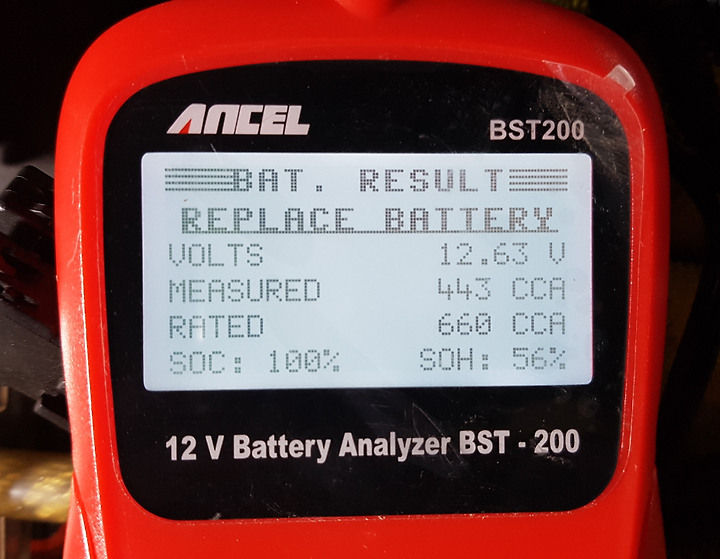 ANCEL
BST200
BAT. RESULT
REPLACE BATTERY
VOLTS 12.63 V
MEASURED 443 CCA
RATED 660 CCA
SOC: 100% SOH: 56%
12 V Battery Analyzer BST - 200